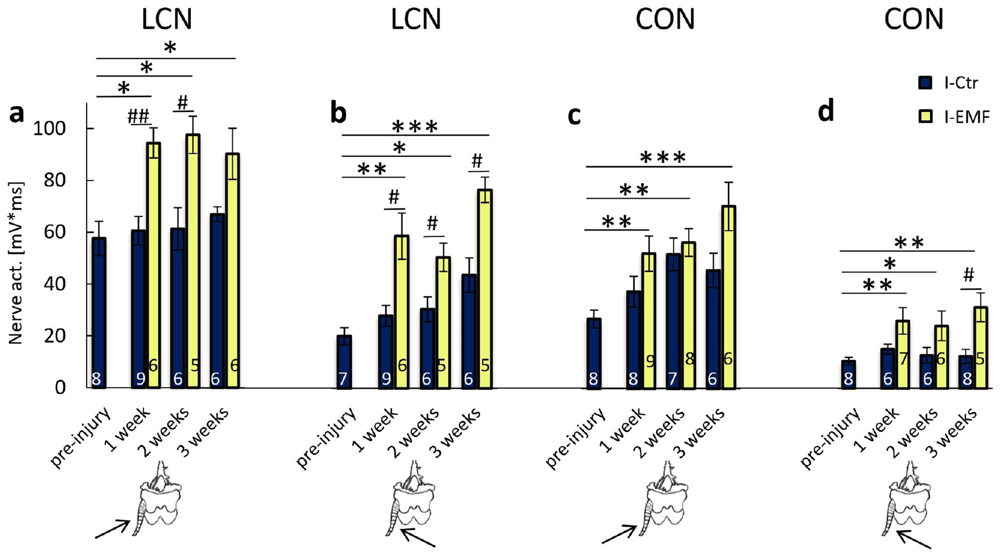 LCN
LCN
CON
CON
I-Ctr
I-EMF
a
* * *
## #
Nerve act. [mV*ms]
100
80
60
40
20
0
8 9 6 6 5 6 6
pre-injury
1 week
2 weeks
3 weeks
b
***
*
**
# # #
7 9 6 6 5 6 5
pre-injury
1 week
2 weeks
3 weeks
c
***
**
**
8 8 9 7 8 6 6
pre-injury
1 week
2 weeks
3 weeks
d
**
*
**
#
8 6 7 6 6 8 5
pre-injury
1 week
2 weeks
3 weeks